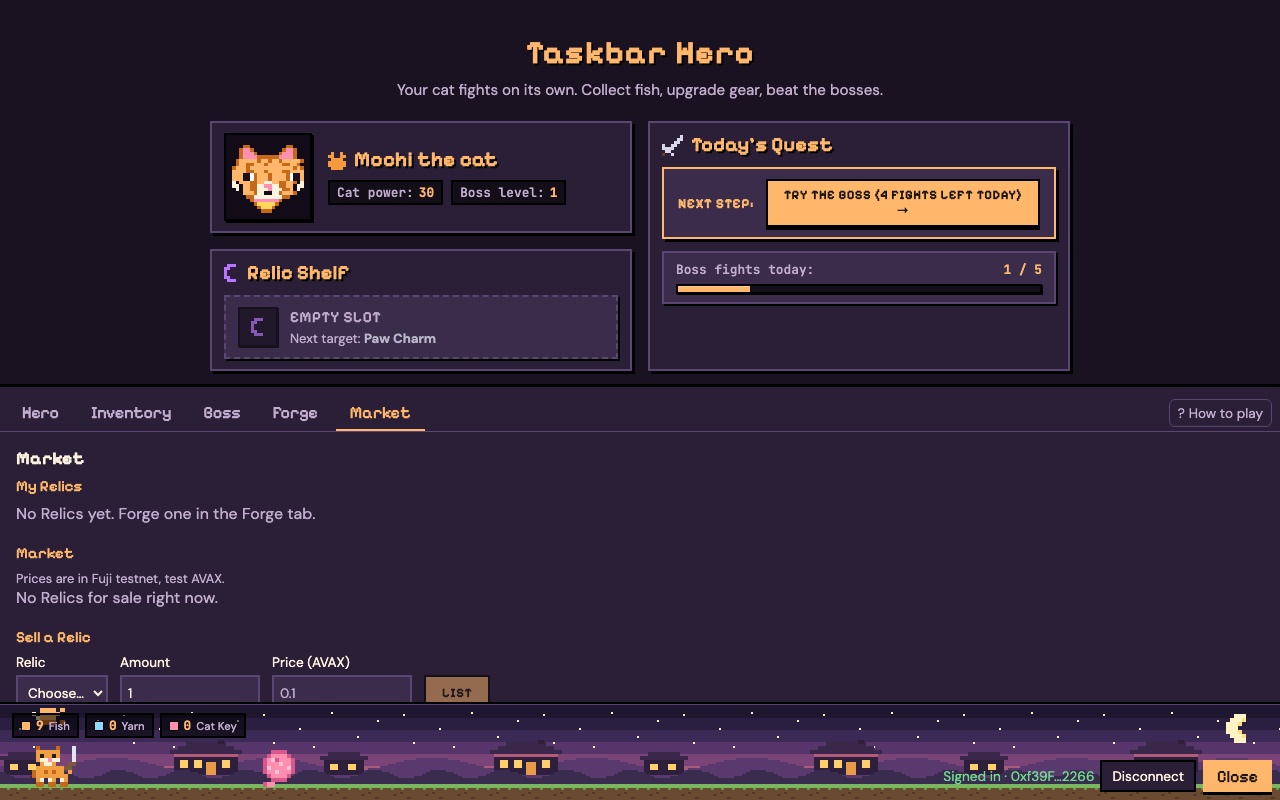 Taskbar Hero
Your cat fights on its own. Collect fish, upgrade gear, beat the bosses.
Mochi the cat
Cat power: 30
Boss level: 1
Relic Shelf
EMPTY SLOT
Next target: Paw Charm
Today's Quest
NEXT STEP:
TRY THE BOSS (4 FIGHTS LEFT TODAY)
→
Boss fights today:
1 / 5
Hero
Inventory
Boss
Forge
Market
? How to play
Market
My Relics
No Relics yet. Forge one in the Forge tab.
Market
Prices are in Fuji testnet, test AVAX.
No Relics for sale right now.
Sell a Relic
Relic
Amount
Price (AVAX)
Choose...
1
0.1
LIST
9 Fish
0 Yarn
0 Cat Key
Signed in · 0xf39F…2266
Disconnect
Close